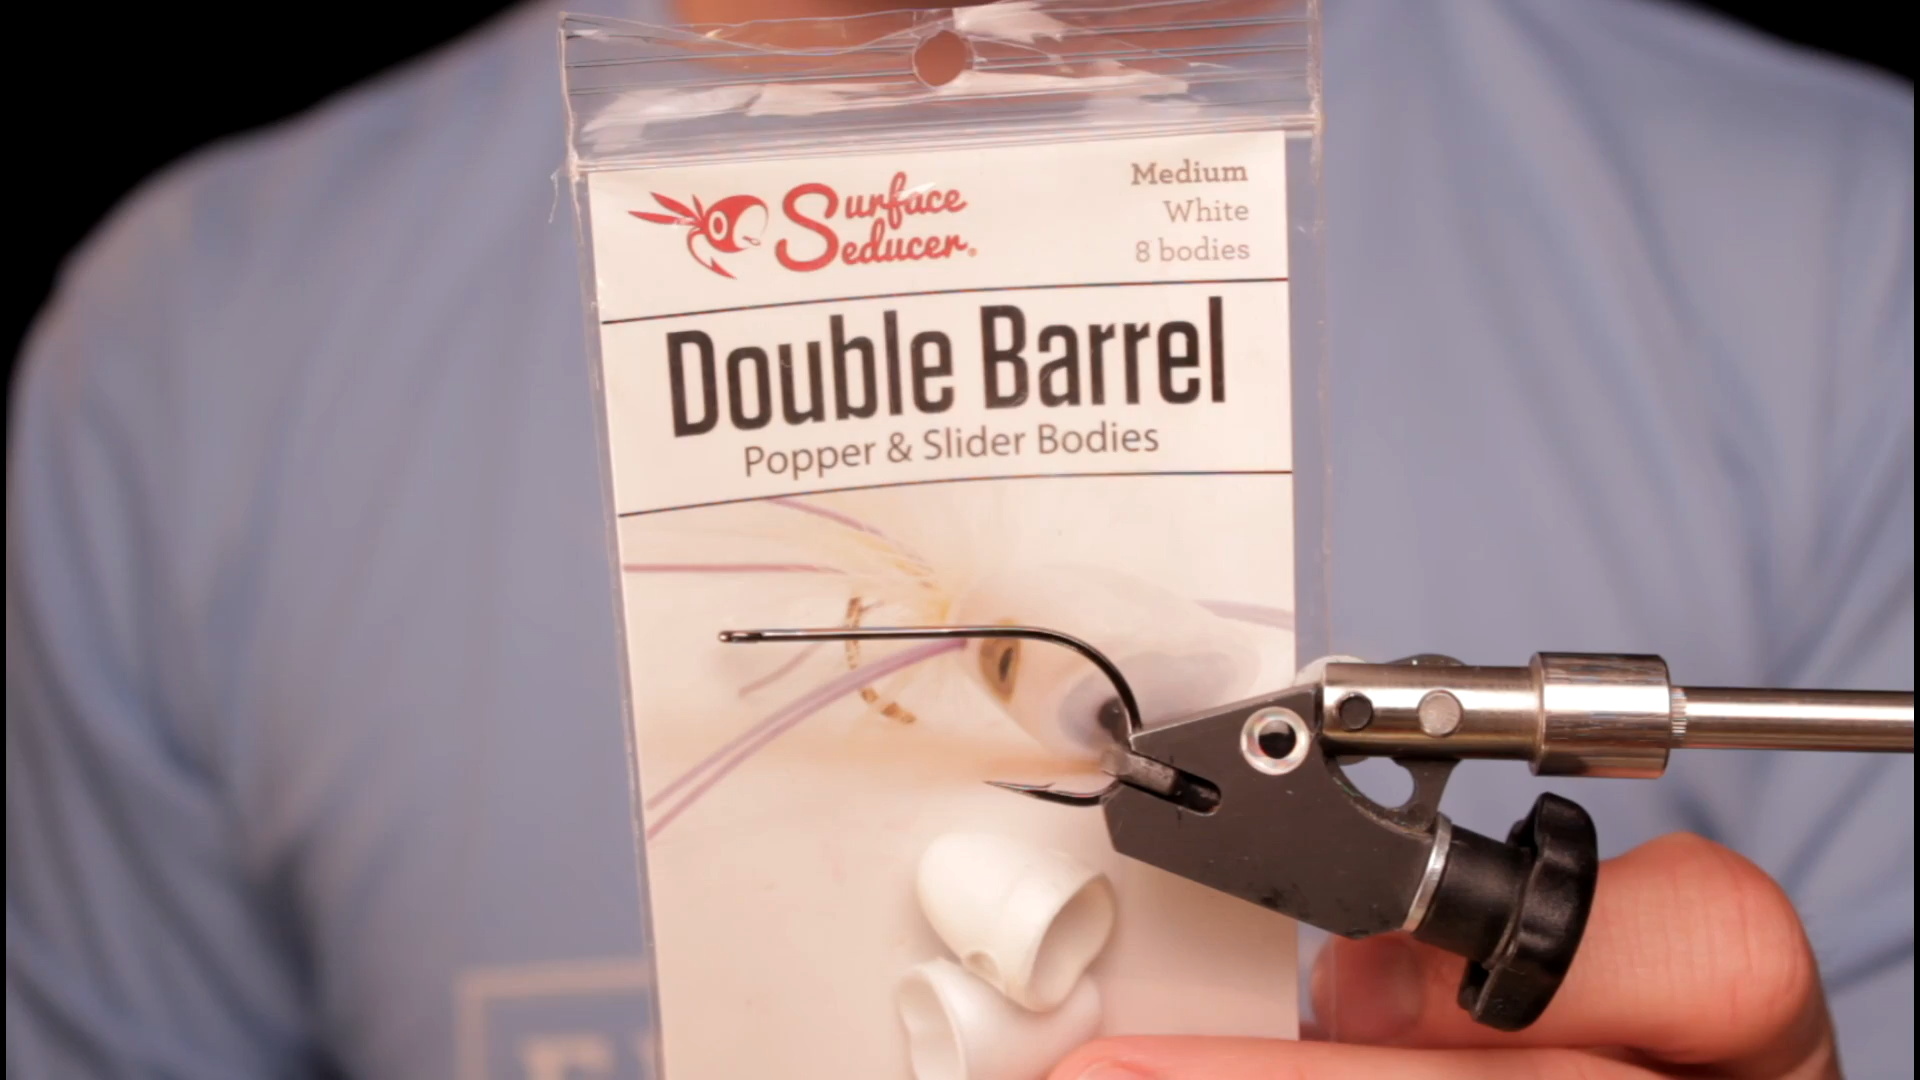 Surface
Seducer®
Medium
White
8 bodies
Double Barrel
Popper & Slider Bodies